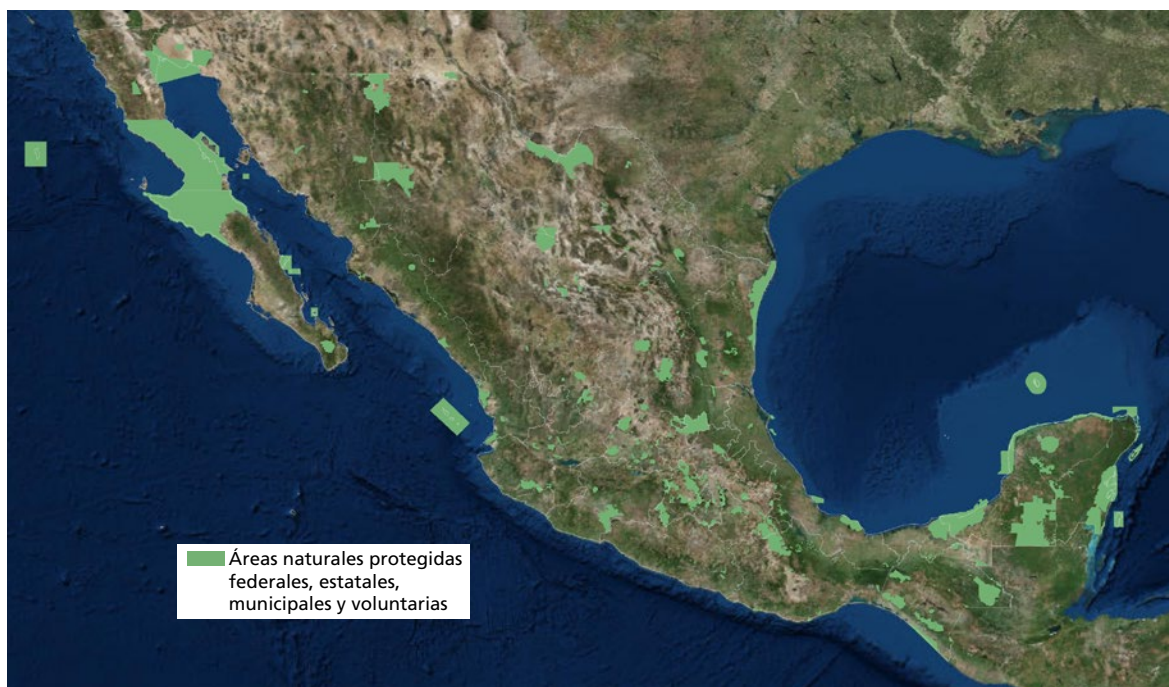 Áreas naturales protegidas
federales, estatales,
municipales y voluntarias